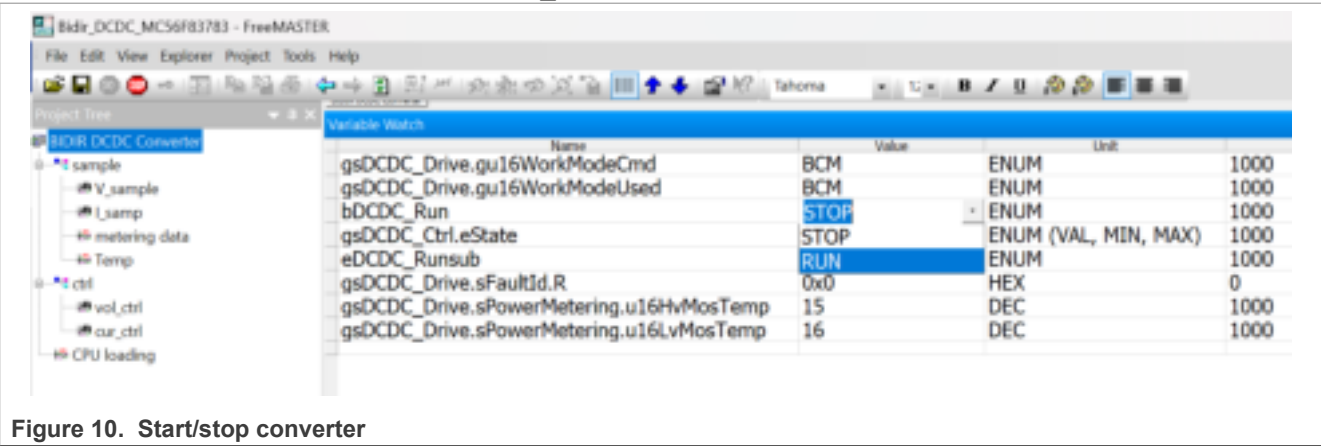 Bidir_DCDC_MC56F83783 - FreeMASTER
File Edit View Explorer Project Tools Help
Tahoma
Project Tree
Variable Watch
BIDIR DCDC Converter
Name Value Unit
sample
gsDCDC_Drive.gu16WorkModeCmd BCM ENUM 1000
V_sample
gsDCDC_Drive.gu16WorkModeUsed BCM ENUM 1000
I_samp
bDCDC_Run STOP ENUM 1000
metering data
gsDCDC_Ctrl.eState STOP ENUM (VAL, MIN, MAX) 1000
Temp
eDCDC_Runsub RUN ENUM 1000
ctrl
gsDCDC_Drive.sFaultId.R 0x0 HEX 0
vol_ctrl
gsDCDC_Drive.sPowerMetering.u16HvMosTemp 15 DEC 1000
cur_ctrl
gsDCDC_Drive.sPowerMetering.u16LvMosTemp 16 DEC 1000
CPU loading
Figure 10. Start/stop converter